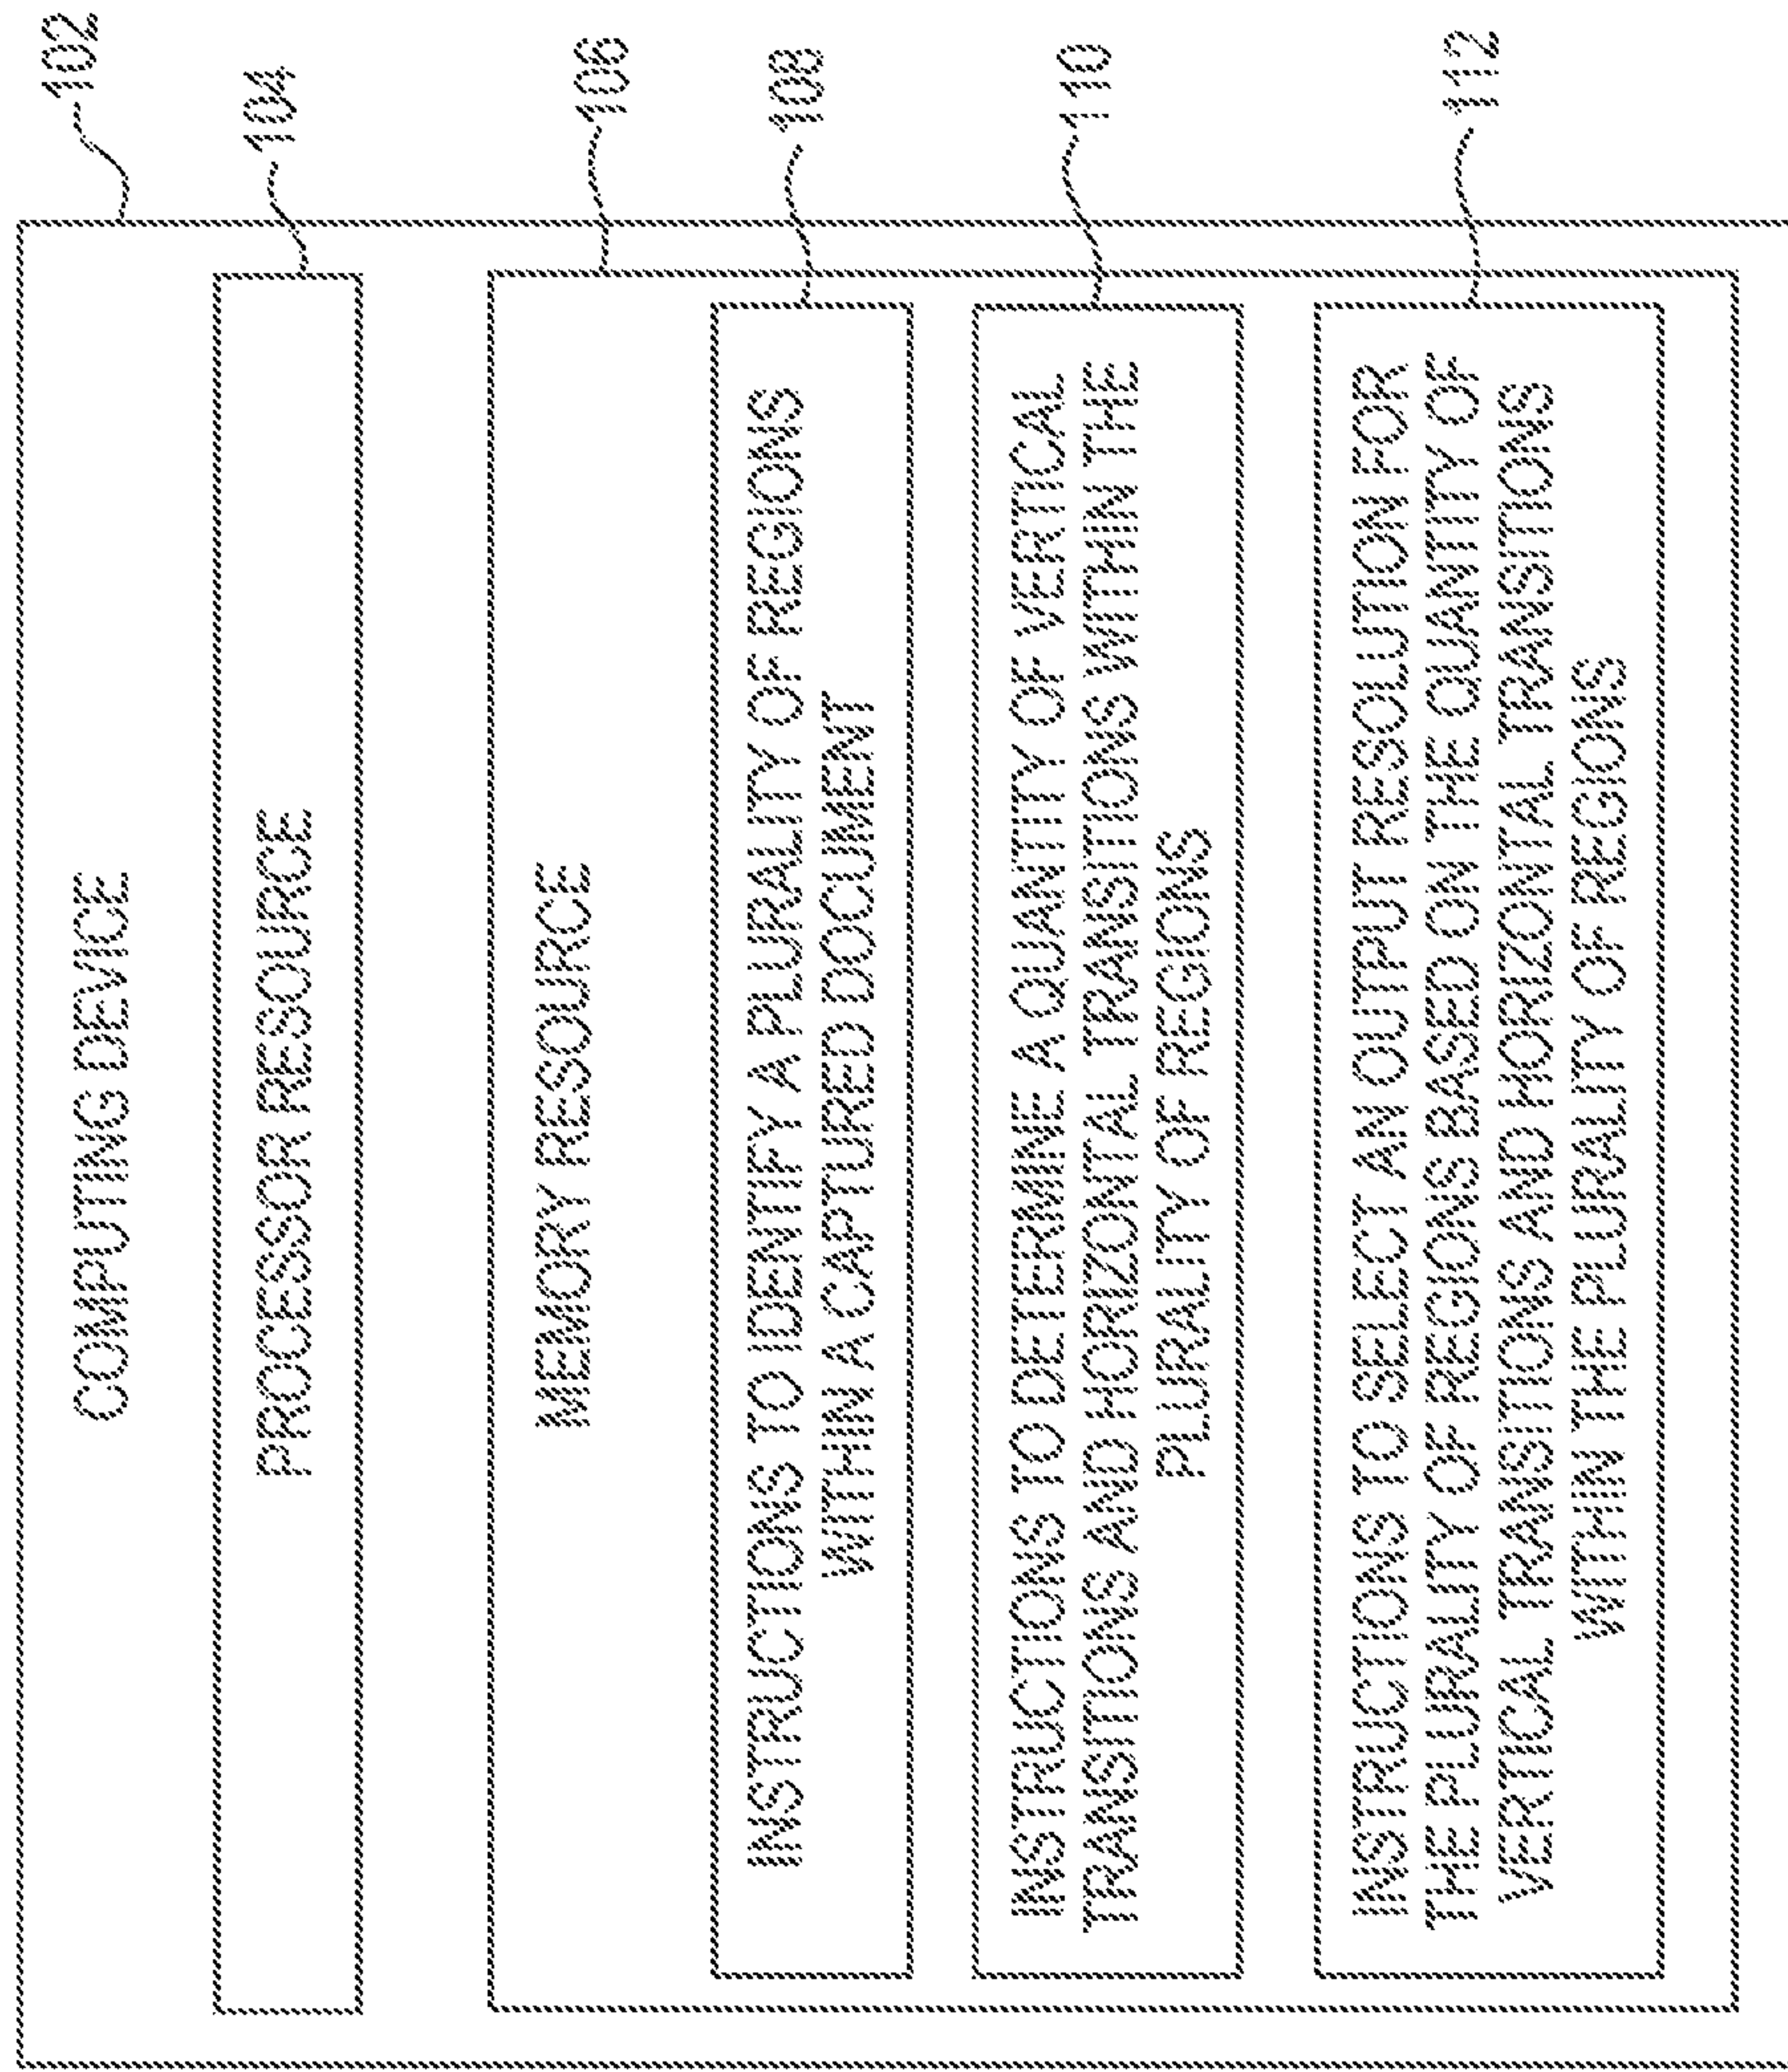 102
COMPUTING DEVICE
104
PROCESSOR RESOURCE
106
MEMORY RESOURCE
108
INSTRUCTIONS TO IDENTIFY A PLURALITY OF REGIONS
WITHIN A CAPTURED DOCUMENT
110
INSTRUCTIONS TO DETERMINE A QUANTITY OF VERTICAL
TRANSITIONS AND HORIZONTAL TRANSITIONS WITHIN THE
PLURALITY OF REGIONS
112
INSTRUCTIONS TO SELECT AN OUTPUT RESOLUTION FOR
THE PLURALITY OF REGIONS BASED ON THE QUANTITY OF
VERTICAL TRANSITIONS AND HORIZONTAL TRANSITIONS
WITHIN THE PLURALITY OF REGIONS